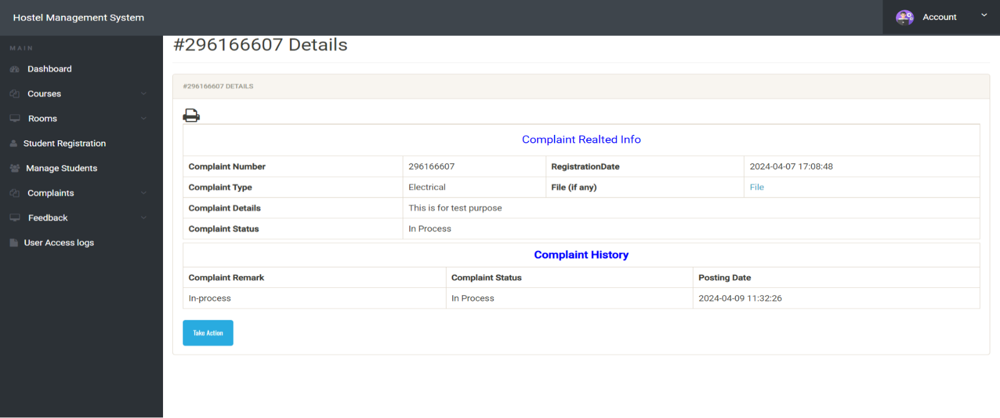 Hostel Management System
Account
MAIN
Dashboard
Courses
Rooms
Student Registration
Manage Students
Complaints
Feedback
User Access logs
#296166607 Details
#296166607 DETAILS
Complaint Realted Info
Complaint Number 296166607 RegistrationDate 2024-04-07 17:08:48
Complaint Type Electrical File (if any) File
Complaint Details This is for test purpose
Complaint Status In Process
Complaint History
Complaint Remark Complaint Status Posting Date
In-process In Process 2024-04-09 11:32:26
Take Action